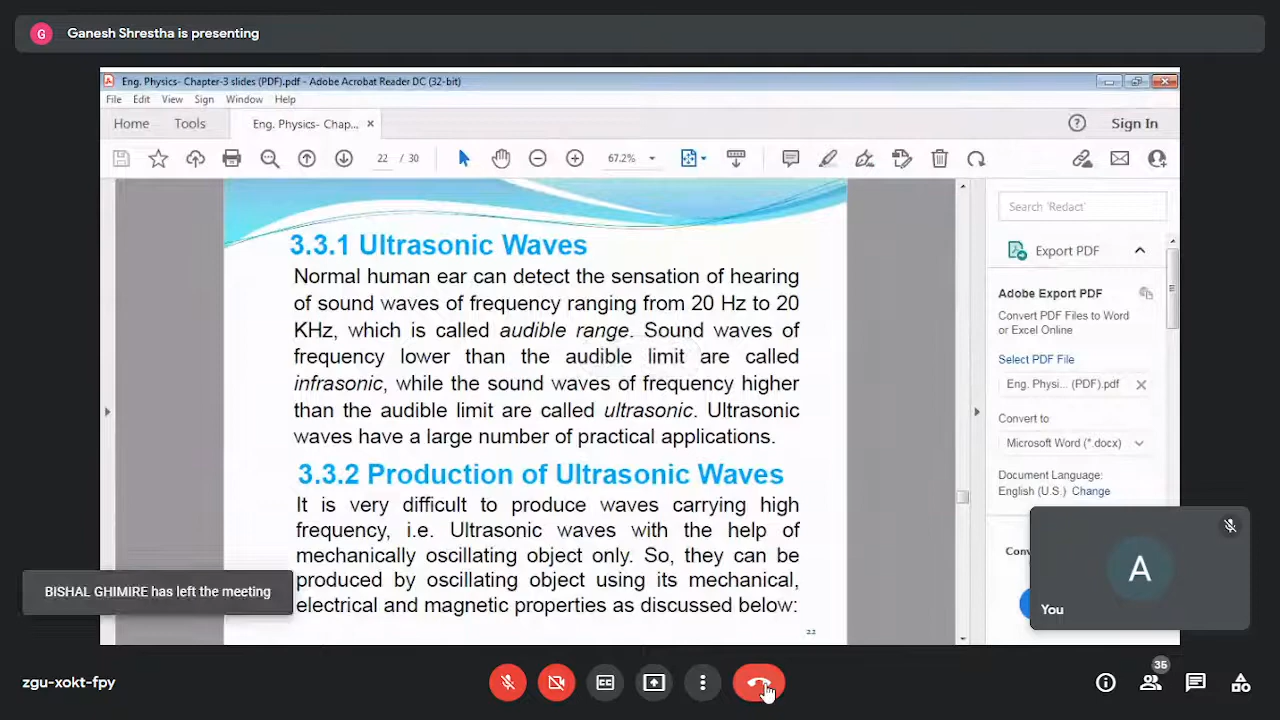 G Ganesh Shrestha is presenting
Eng. Physics- Chapter-3 slides (PDF).pdf - Adobe Acrobat Reader DC (32-bit)
File Edit View Sign Window Help
Home Tools Eng. Physics- Chap... × ? Sign In
22 / 30 67.2%
Search 'Redact'
Export PDF
Adobe Export PDF
Convert PDF Files to Word
or Excel Online
Select PDF File
Eng. Physi... (PDF).pdf
Convert to
Microsoft Word (*.docx)
Document Language:
English (U.S.) Change
Conv
3.3.1 Ultrasonic Waves
Normal human ear can detect the sensation of hearing
of sound waves of frequency ranging from 20 Hz to 20
KHz, which is called audible range. Sound waves of
frequency lower than the audible limit are called
infrasonic, while the sound waves of frequency higher
than the audible limit are called ultrasonic. Ultrasonic
waves have a large number of practical applications.
3.3.2 Production of Ultrasonic Waves
It is very difficult to produce waves carrying high
frequency, i.e. Ultrasonic waves with the help of
mechanically oscillating object only. So, they can be
produced by oscillating object using its mechanical,
electrical and magnetic properties as discussed below:
22
BISHAL GHIMIRE has left the meeting
A
You
zgu-xokt-fpy
CC
35